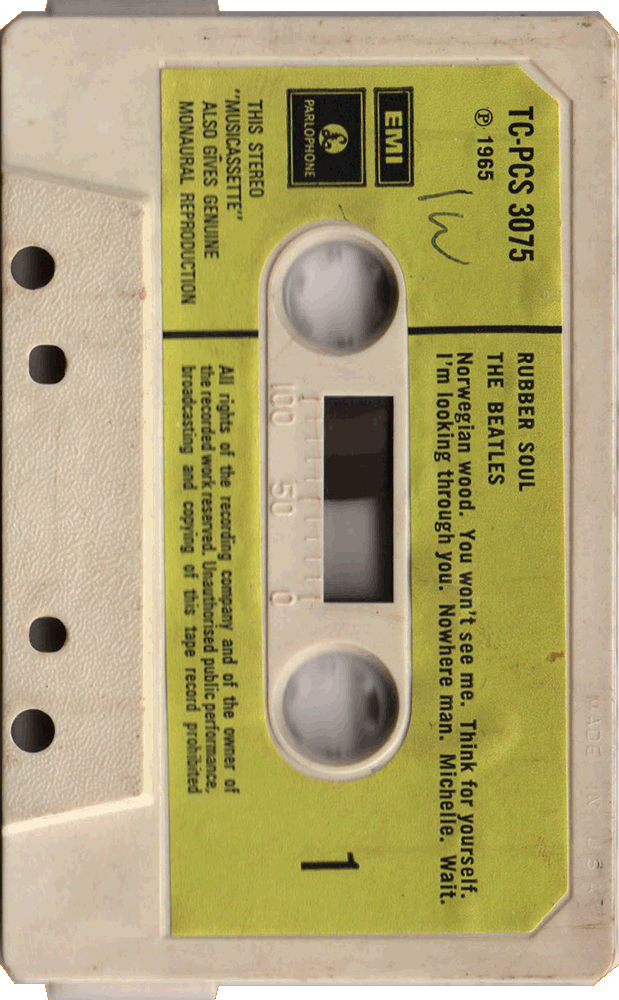 TC-PCS 3075
Ⓟ 1965
EMI
PARLOPHONE
THIS STEREO
"MUSICASSETTE"
ALSO GIVES GENUINE
MONAURAL REPRODUCTION
RUBBER SOUL
THE BEATLES
Norwegian wood. You won't see me. Think for yourself.
I'm looking through you. Nowhere man. Michelle. Wait.
100 50 0
All rights of the recording company and of the owner of
the recorded work reserved. Unauthorised public performance,
broadcasting and copying of this tape record prohibited
1
MADE IN USA